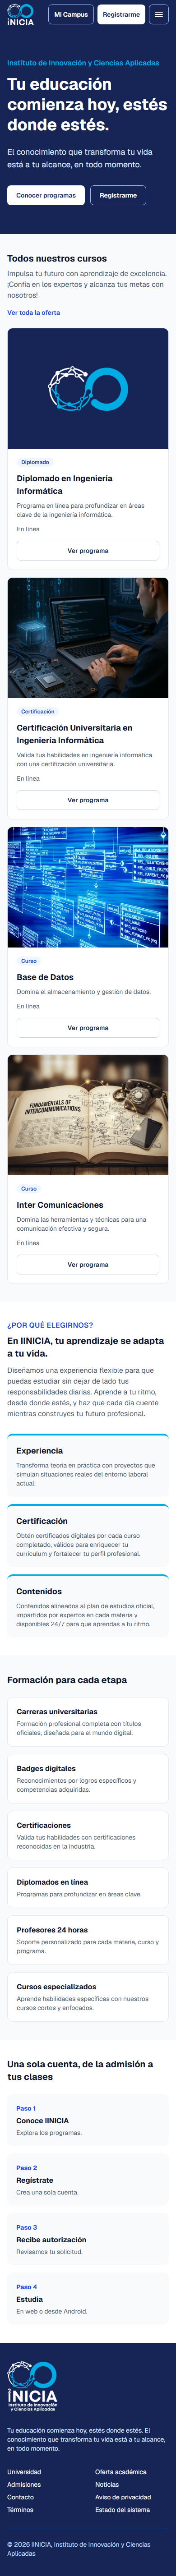 IINICIA
Mi Campus
Registrarme
Instituto de Innovación y Ciencias Aplicadas
Tu educación
comienza hoy, estés
donde estés.
El conocimiento que transforma tu vida
está a tu alcance, en todo momento.
Conocer programas
Registrarme
Todos nuestros cursos
Impulsa tu futuro con aprendizaje de excelencia.
¡Confía en los expertos y alcanza tus metas con
nosotros!
Ver toda la oferta
Diplomado
Diplomado en Ingeniería
Informática
Programa en línea para profundizar en áreas
clave de la ingeniería informática.
En línea
Ver programa
Certificación
Certificación Universitaria en
Ingeniería Informática
Valida tus habilidades en ingeniería informática
con una certificación universitaria.
En línea
Ver programa
Curso
Base de Datos
Domina el almacenamiento y gestión de datos.
En línea
Ver programa
FUNDAMENTALS OF
INTERCOMMUNICATIONS
Curso
Inter Comunicaciones
Domina las herramientas y técnicas para una
comunicación efectiva y segura.
En línea
Ver programa
¿POR QUÉ ELEGIRNOS?
En IINICIA, tu aprendizaje se adapta
a tu vida.
Diseñamos una experiencia flexible para que
puedas estudiar sin dejar de lado tus
responsabilidades diarias. Aprende a tu ritmo,
desde donde estés, y haz que cada día cuente
mientras construyes tu futuro profesional.
Experiencia
Transforma teoría en práctica con proyectos que
simulan situaciones reales del entorno laboral
actual.
Certificación
Obtén certificados digitales por cada curso
completado, válidos para enriquecer tu
currículum y fortalecer tu perfil profesional.
Contenidos
Contenidos alineados al plan de estudios oficial,
impartidos por expertos en cada materia y
disponibles 24/7 para que aprendas a tu ritmo.
Formación para cada etapa
Carreras universitarias
Formación profesional completa con títulos
oficiales, diseñada para el mundo digital.
Badges digitales
Reconocimientos por logros específicos y
competencias adquiridas.
Certificaciones
Valida tus habilidades con certificaciones
reconocidas en la industria.
Diplomados en línea
Programas para profundizar en áreas clave.
Profesores 24 horas
Soporte personalizado para cada materia, curso y
programa.
Cursos especializados
Aprende habilidades específicas con nuestros
cursos cortos y enfocados.
Una sola cuenta, de la admisión a
tus clases
Paso 1
Conoce IINICIA
Explora los programas.
Paso 2
Regístrate
Crea una sola cuenta.
Paso 3
Recibe autorización
Revisamos tu solicitud.
Paso 4
Estudia
En web o desde Android.
IINICIA
Instituto de Innovación
y Ciencias Aplicadas
Tu educación comienza hoy, estés donde estés. El
conocimiento que transforma tu vida está a tu alcance,
en todo momento.
Universidad
Oferta académica
Admisiones
Noticias
Contacto
Aviso de privacidad
Términos
Estado del sistema
© 2026 IINICIA, Instituto de Innovación y Ciencias
Aplicadas